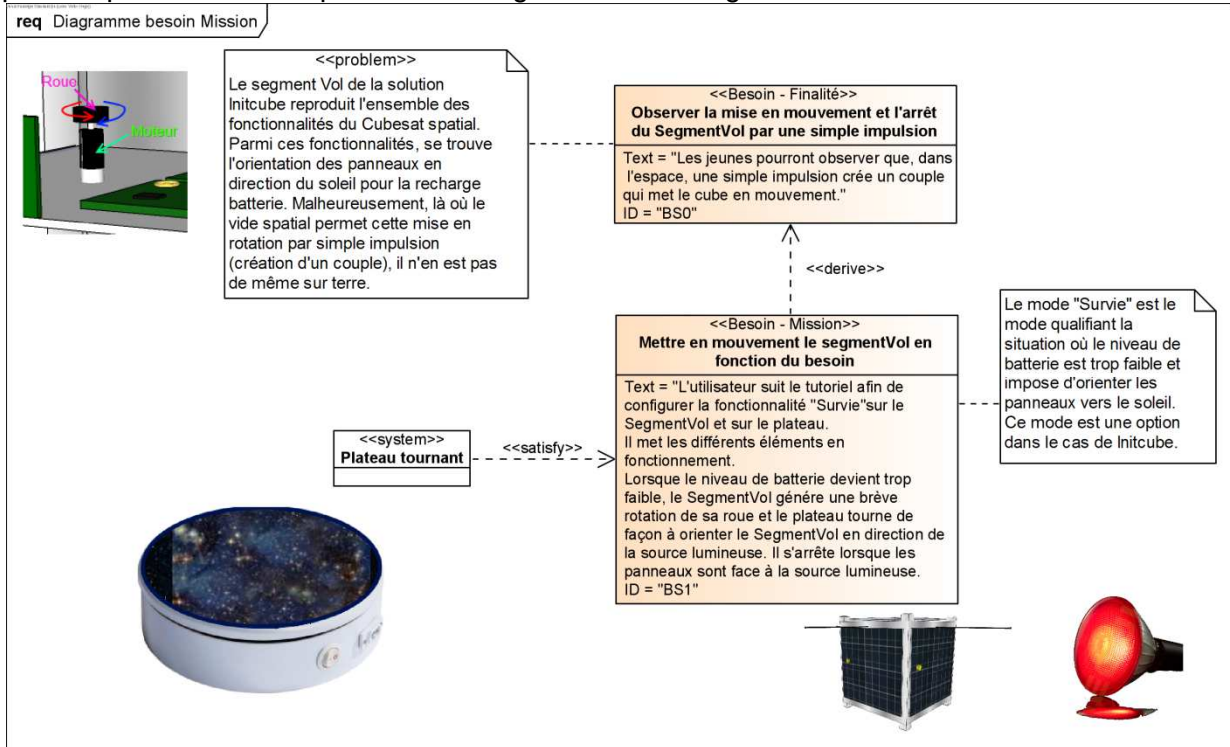 req Diagramme besoin Mission
Roue
Moteur
<<problem>>
Le segment Vol de la solution
Initcube reproduit l'ensemble des
fonctionnalités du Cubesat spatial.
Parmi ces fonctionnalités, se trouve
l'orientation des panneaux en
direction du soleil pour la recharge
batterie. Malheureusement, là où le
vide spatial permet cette mise en
rotation par simple impulsion
(création d'un couple), il n'en est pas
de même sur terre.
<<Besoin - Finalité>>
Observer la mise en mouvement et l'arrêt
du SegmentVol par une simple impulsion
Text = "Les jeunes pourront observer que, dans
l'espace, une simple impulsion crée un couple
qui met le cube en mouvement."
ID = "BS0"
<<derive>>
<<Besoin - Mission>>
Mettre en mouvement le segmentVol en
fonction du besoin
Text = "L'utilisateur suit le tutoriel afin de
configurer la fonctionnalité "Survie"sur le
SegmentVol et sur le plateau.
Il met les différents éléments en
fonctionnement.
Lorsque le niveau de batterie devient trop
faible, le SegmentVol génére une brève
rotation de sa roue et le plateau tourne de
façon à orienter le SegmentVol en direction de
la source lumineuse. Il s'arrête lorsque les
panneaux sont face à la source lumineuse.
ID = "BS1"
Le mode "Survie" est le
mode qualifiant la
situation où le niveau de
batterie est trop faible et
impose d'orienter les
panneaux vers le soleil.
Ce mode est une option
dans le cas de Initcube.
<<system>>
Plateau tournant
<<satisfy>>